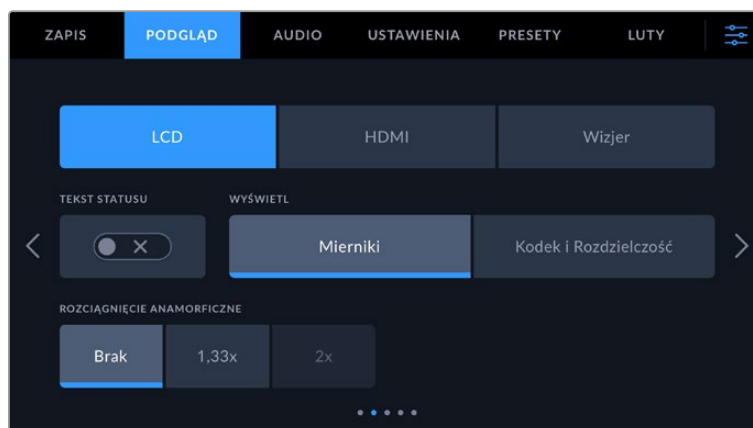 ZAPIS PODGLĄD AUDIO USTAWIENIA PRESETY LUTY
LCD HDMI Wizjer
TEKST STATUSU WYŚWIETL
Mierniki Kodek i Rozdzielczość
ROZCIĄGNIĘCIE ANAMORFICZNE
Brak 1,33x 2x